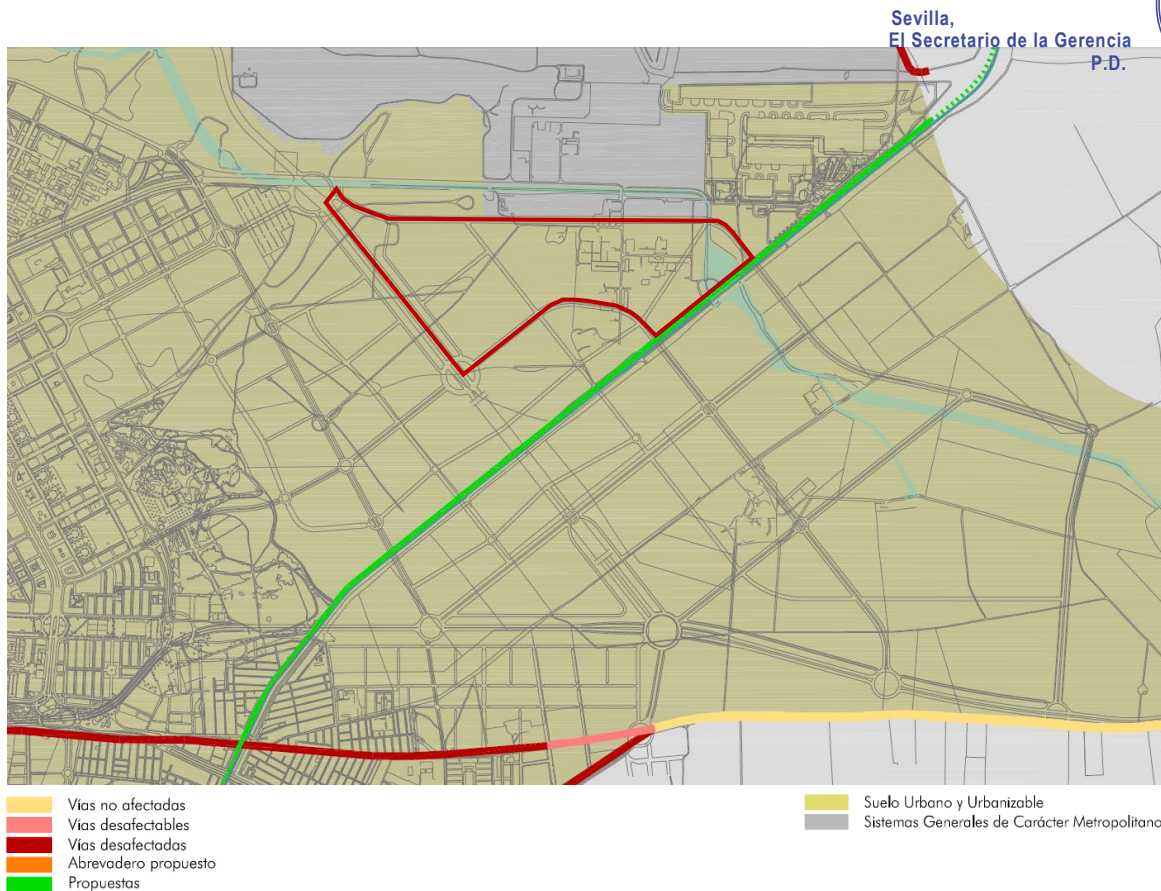 Sevilla,
El Secretario de la Gerencia
P.D.
Vías no afectadas
Vías desafectables
Vías desafectadas
Abrevadero propuesto
Propuestas
Suelo Urbano y Urbanizable
Sistemas Generales de Carácter Metropolitano